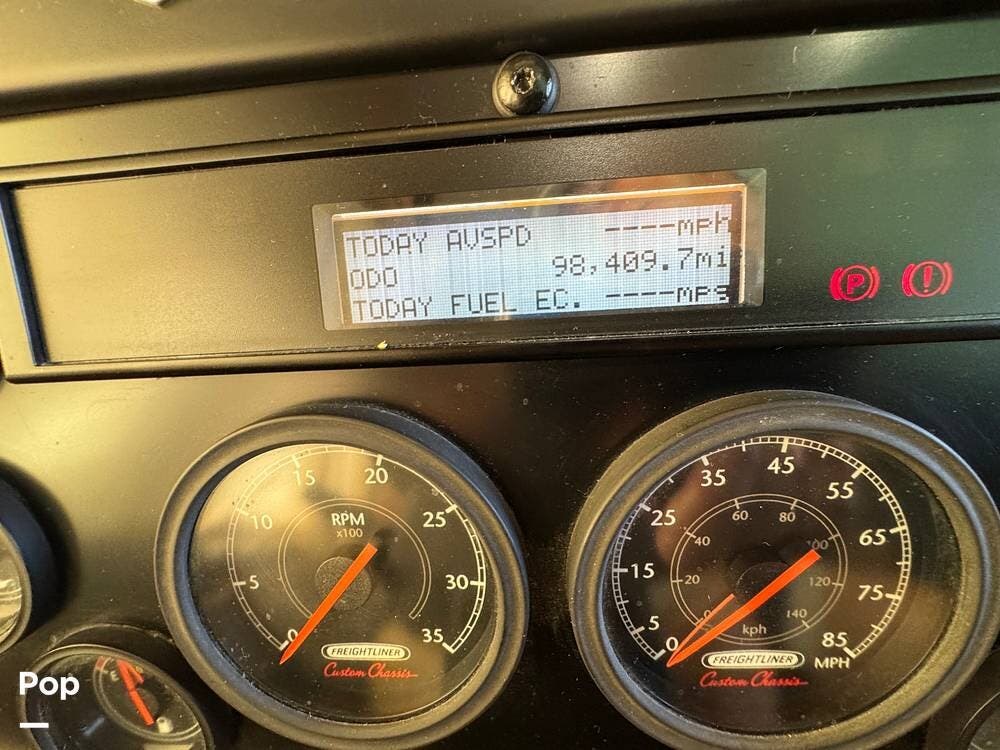 TODAY AVSPD ----mph
ODO 98,409.7mi
TODAY FUEL EC. ----mpg
P !
0 5 10 15 20 25 30 35
RPM
x100
FREIGHTLINER
Custom Chassis
0 5 15 25 35 45 55 65 75 85
MPH
0 20 40 60 80 100 120 140
kph
FREIGHTLINER
Custom Chassis
E
Pop